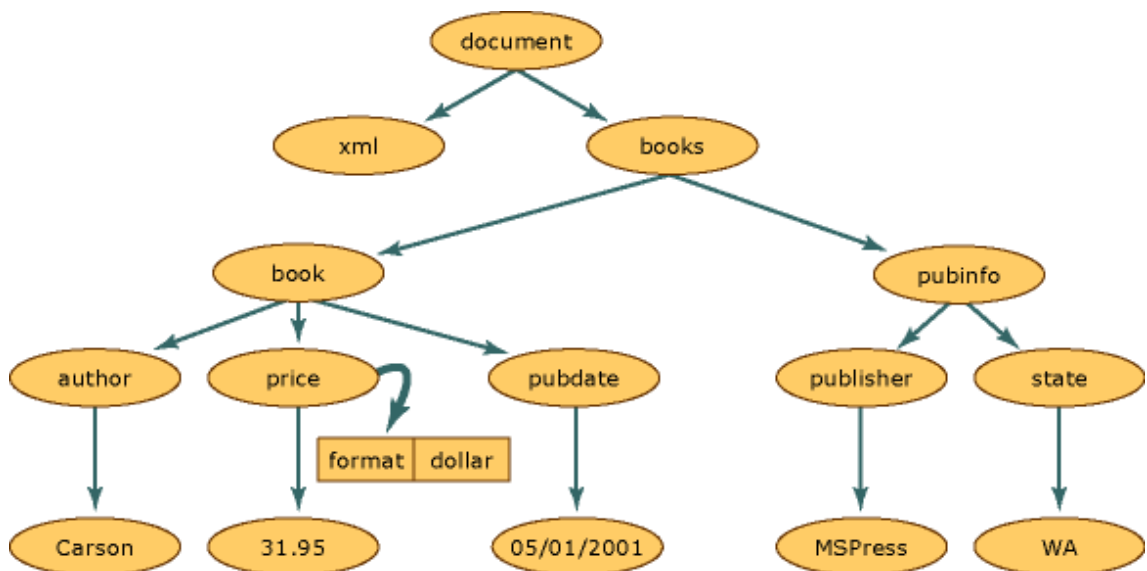 document
xml books
book pubinfo
author price pubdate publisher state
format dollar
Carson 31.95 05/01/2001 MSPress WA